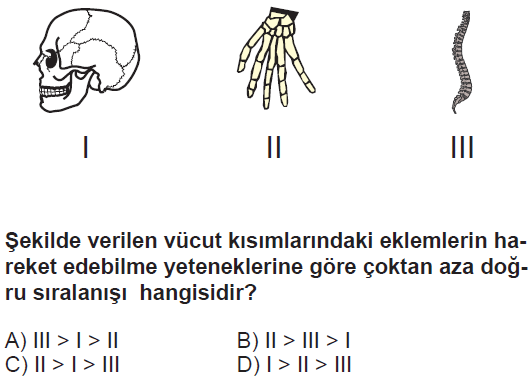 I II III
Şekilde verilen vücut kısımlarındaki eklemlerin ha-
reket edebilme yeteneklerine göre çoktan aza doğ-
ru sıralanışı hangisidir?
A) III > I > II B) II > III > I
C) II > I > III D) I > II > III